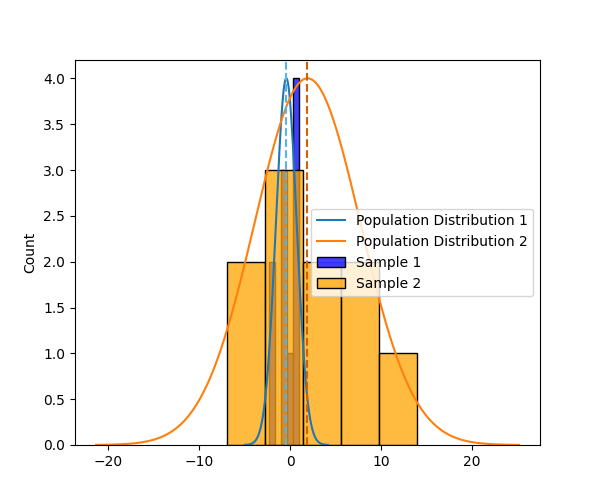 4.0
3.5
3.0
2.5
2.0
1.5
1.0
0.5
0.0
Count
Population Distribution 1
Population Distribution 2
Sample 1
Sample 2
−20 −10 0 10 20